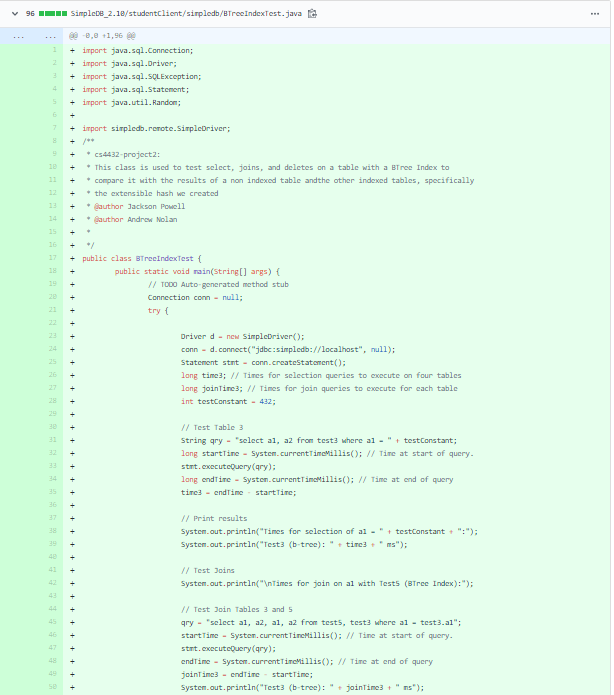 96 SimpleDB_2.10/studentClient/simpledb/BTreeIndexTest.java ...
... ... @@ -0,0 +1,96 @@
1 + import java.sql.Connection;
2 + import java.sql.Driver;
3 + import java.sql.SQLException;
4 + import java.sql.Statement;
5 + import java.util.Random;
6 +
7 + import simpledb.remote.SimpleDriver;
8 + /**
9 + * cs4432-project2:
10 + * This class is used to test select, joins, and deletes on a table with a BTree Index to
11 + * compare it with the results of a non indexed table andthe other indexed tables, specifically
12 + * the extensible hash we created
13 + * @author Jackson Powell
14 + * @author Andrew Nolan
15 + *
16 + */
17 + public class BTreeIndexTest {
18 + public static void main(String[] args) {
19 + // TODO Auto-generated method stub
20 + Connection conn = null;
21 + try {
22 +
23 + Driver d = new SimpleDriver();
24 + conn = d.connect("jdbc:simpledb://localhost", null);
25 + Statement stmt = conn.createStatement();
26 + long time3; // Times for selection queries to execute on four tables
27 + long joinTime3; // Times for join queries to execute for each table
28 + int testConstant = 432;
29 +
30 + // Test Table 3
31 + String qry = "select a1, a2 from test3 where a1 = " + testConstant;
32 + long startTime = System.currentTimeMillis(); // Time at start of query.
33 + stmt.executeQuery(qry);
34 + long endTime = System.currentTimeMillis(); // Time at end of query
35 + time3 = endTime - startTime;
36 +
37 + // Print results
38 + System.out.println("Times for selection of a1 = " + testConstant + ":");
39 + System.out.println("Test3 (b-tree): " + time3 + " ms");
40 +
41 + // Test Joins
42 + System.out.println("\nTimes for join on a1 with Test5 (BTree Index):");
43 +
44 + // Test Join Tables 3 and 5
45 + qry = "select a1, a2, a1, a2 from test5, test3 where a1 = test3.a1";
46 + startTime = System.currentTimeMillis(); // Time at start of query.
47 + stmt.executeQuery(qry);
48 + endTime = System.currentTimeMillis(); // Time at end of query
49 + joinTime3 = endTime - startTime;
50 + System.out.println("Test3 (b-tree): " + joinTime3 + " ms");